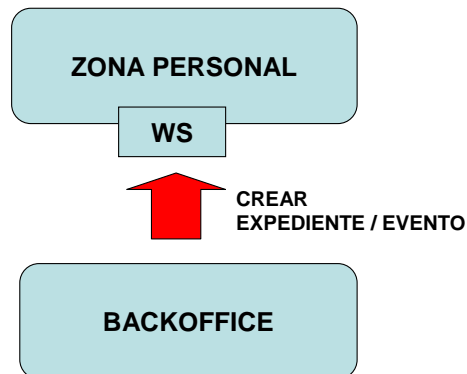 ZONA PERSONAL
WS
CREAR
EXPEDIENTE / EVENTO
BACKOFFICE